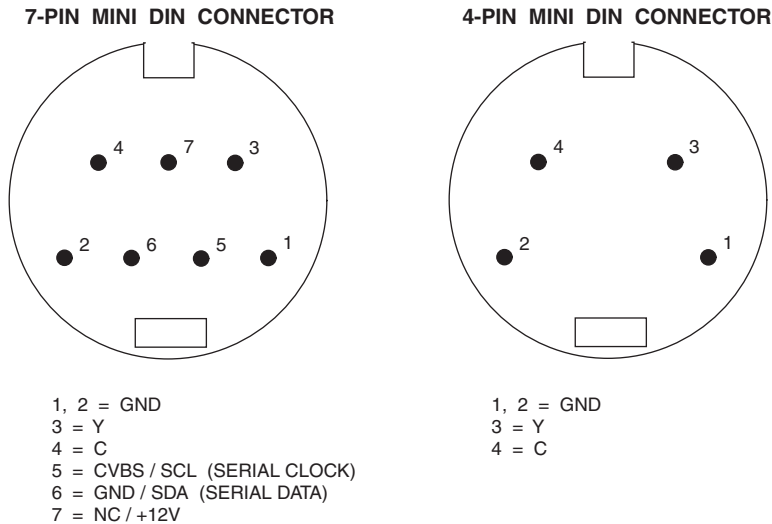 7-PIN MINI DIN CONNECTOR
4 7 3
2 6 5 1
1, 2 = GND
3 = Y
4 = C
5 = CVBS / SCL (SERIAL CLOCK)
6 = GND / SDA (SERIAL DATA)
7 = NC / +12V
4-PIN MINI DIN CONNECTOR
4 3
2 1
1, 2 = GND
3 = Y
4 = C